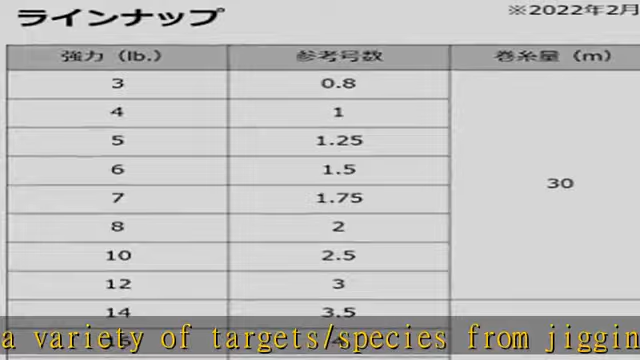 ラインナップ
※2022年2月
強力（lb.） 参考号数 巻糸量（m）
3 0.8
4 1
5 1.25
6 1.5
7 1.75
30
8 2
10 2.5
12 3
14 3.5
a variety of targets/species from jiggin